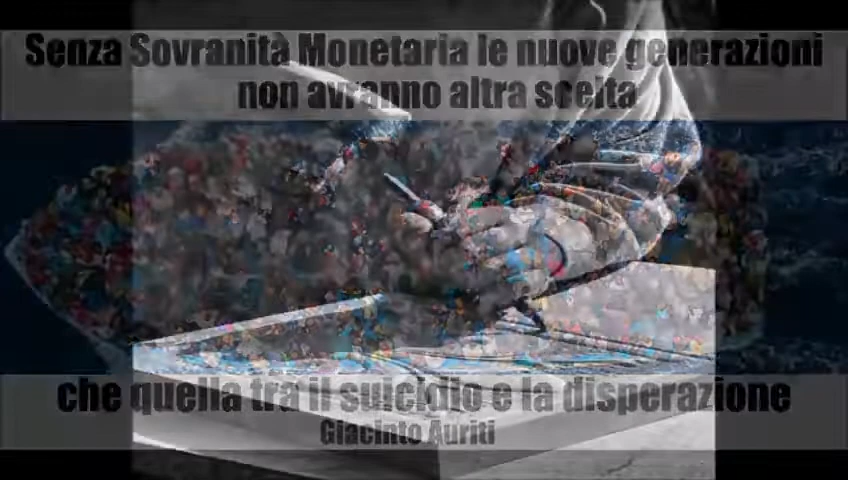 Senza Sovranità Monetaria le nuove generazioni
non avranno altra scelta
che quella tra il suicidio e la disperazione
Giacinto Auriti